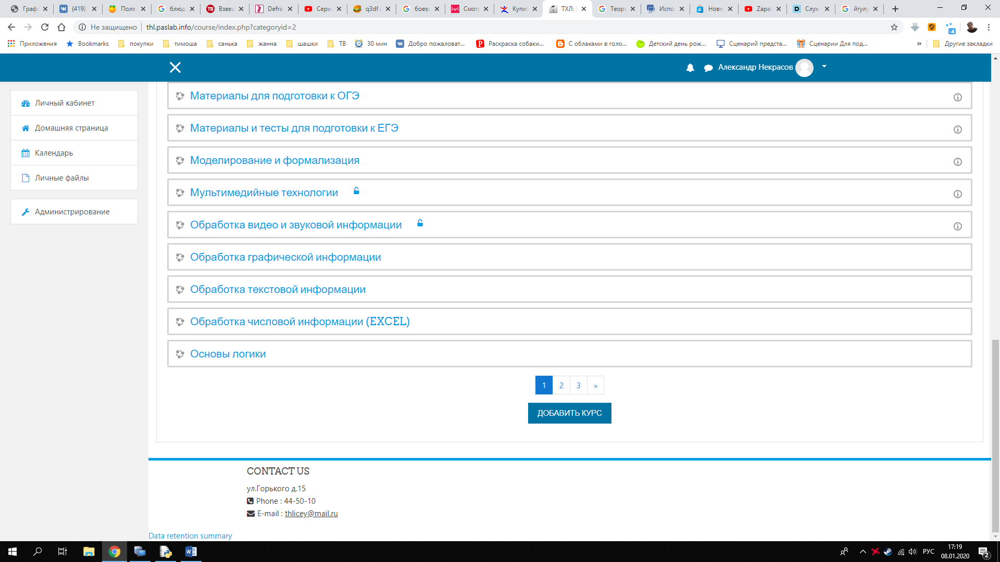 Граф
(419)
Поле
блюд
Взвеш
Defra
Сери
q3df.
боев
Смот
Купит
ТХЛ:
Теор
Испо
Ново
Zapa
Слух
йгулу
Не защищено
thl.paslab.info/course/index.php?categoryid=2
-4
Приложения
Bookmarks
покупки
тимоша
санька
жанна
шашки
ТВ
30 мин
Добро пожаловат...
Раскраска собаки...
С облаками в голо...
Детский день рож...
Сценарий предста...
Сценарии Для под...
»
Другие закладки
Александр Некрасов
Личный кабинет
Домашняя страница
Календарь
Личные файлы
Администрирование
Материалы для подготовки к ОГЭ
Материалы и тесты для подготовки к ЕГЭ
Моделирование и формализация
Мультимедийные технологии
Обработка видео и звуковой информации
Обработка графической информации
Обработка текстовой информации
Обработка числовой информации (EXCEL)
Основы логики
1 2 3 »
ДОБАВИТЬ КУРС
CONTACT US
ул.Горького д.15
Phone : 44-50-10
E-mail : thlicey@mail.ru
Data retention summary
РУС
17:19
08.01.2020
2